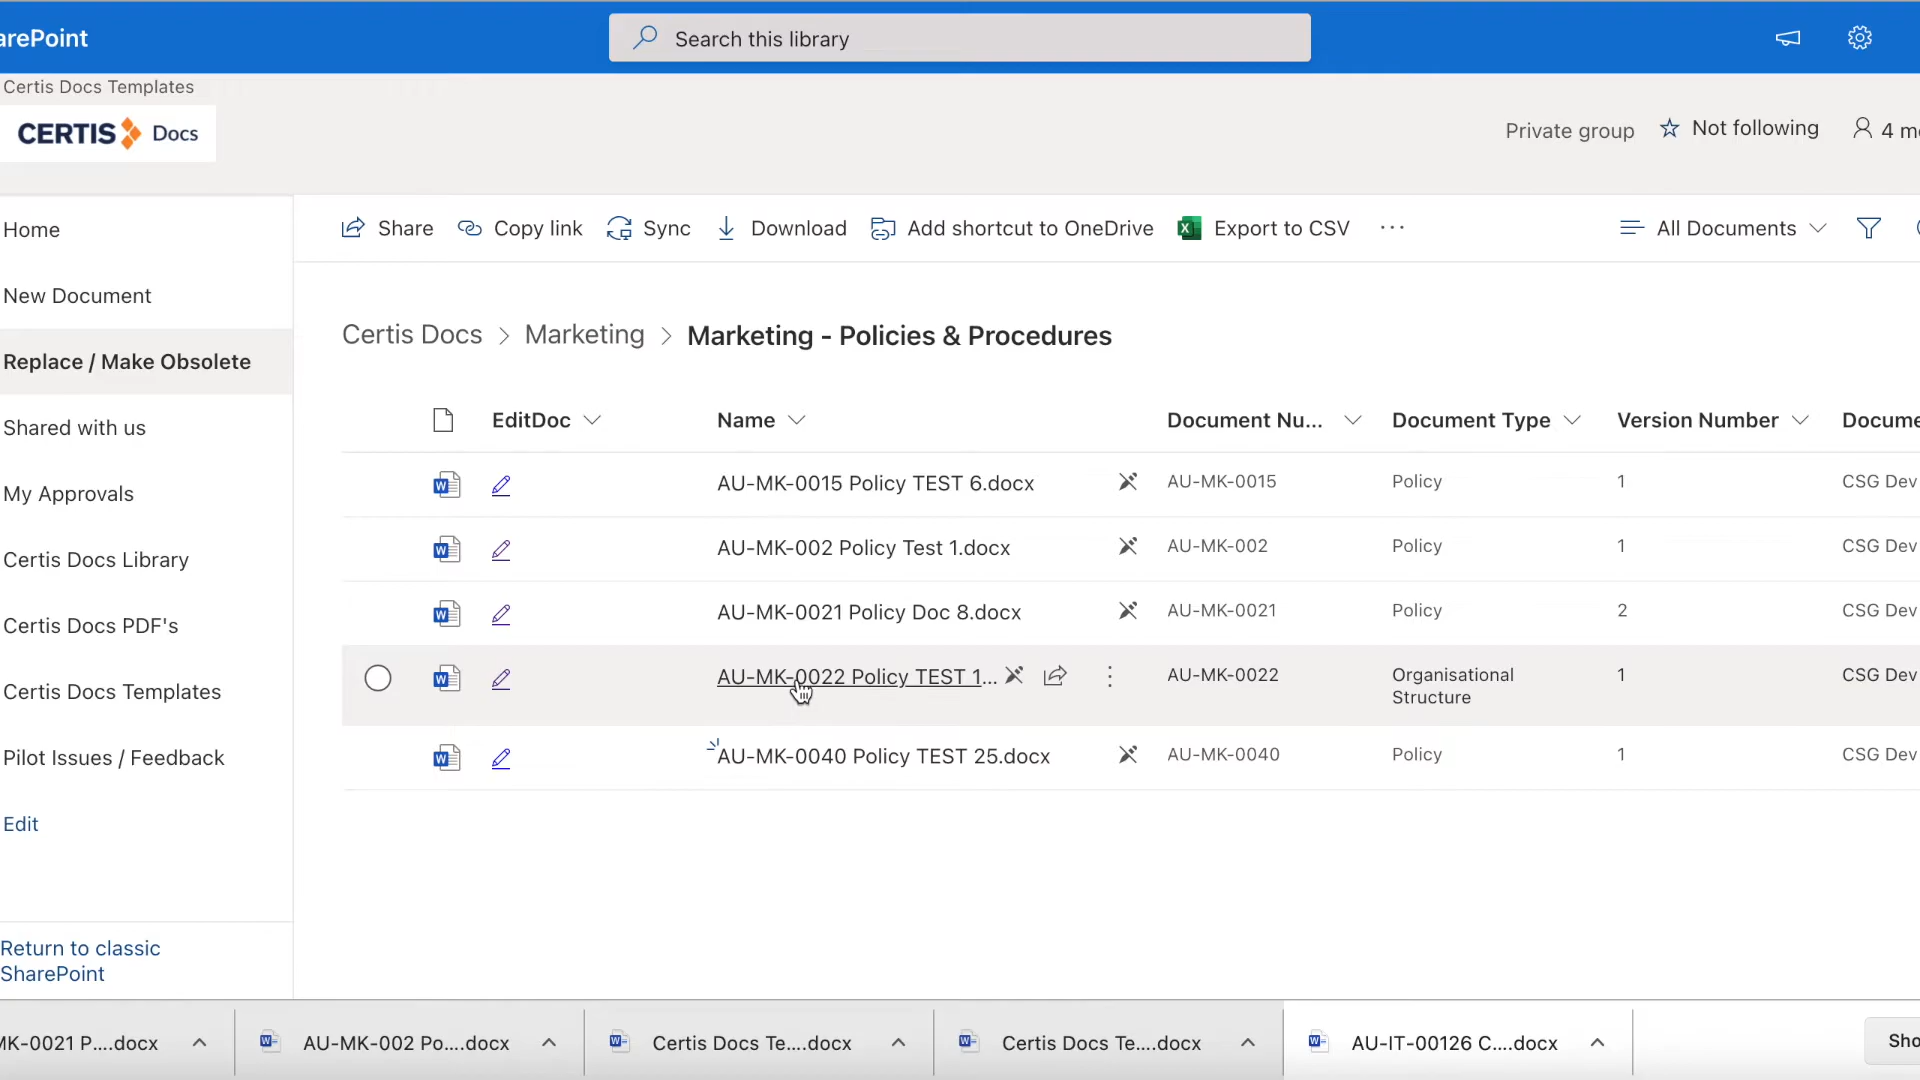 arePoint
Search this library
Certis Docs Templates
CERTIS Docs
Private group
Not following
4 me
Home
New Document
Replace / Make Obsolete
Shared with us
My Approvals
Certis Docs Library
Certis Docs PDF's
Certis Docs Templates
Pilot Issues / Feedback
Edit
Return to classic
SharePoint
Share Copy link Sync Download Add shortcut to OneDrive Export to CSV ··· All Documents
Certis Docs > Marketing > Marketing - Policies & Procedures
EditDoc Name Document Nu... Document Type Version Number Docume
AU-MK-0015 Policy TEST 6.docx AU-MK-0015 Policy 1 CSG Dev
AU-MK-002 Policy Test 1.docx AU-MK-002 Policy 1 CSG Dev
AU-MK-0021 Policy Doc 8.docx AU-MK-0021 Policy 2 CSG Dev
AU-MK-0022 Policy TEST 1... AU-MK-0022 Organisational 1 CSG Dev
Structure
AU-MK-0040 Policy TEST 25.docx AU-MK-0040 Policy 1 CSG Dev
MK-0021 P....docx AU-MK-002 Po....docx Certis Docs Te....docx Certis Docs Te....docx AU-IT-00126 C....docx Sho